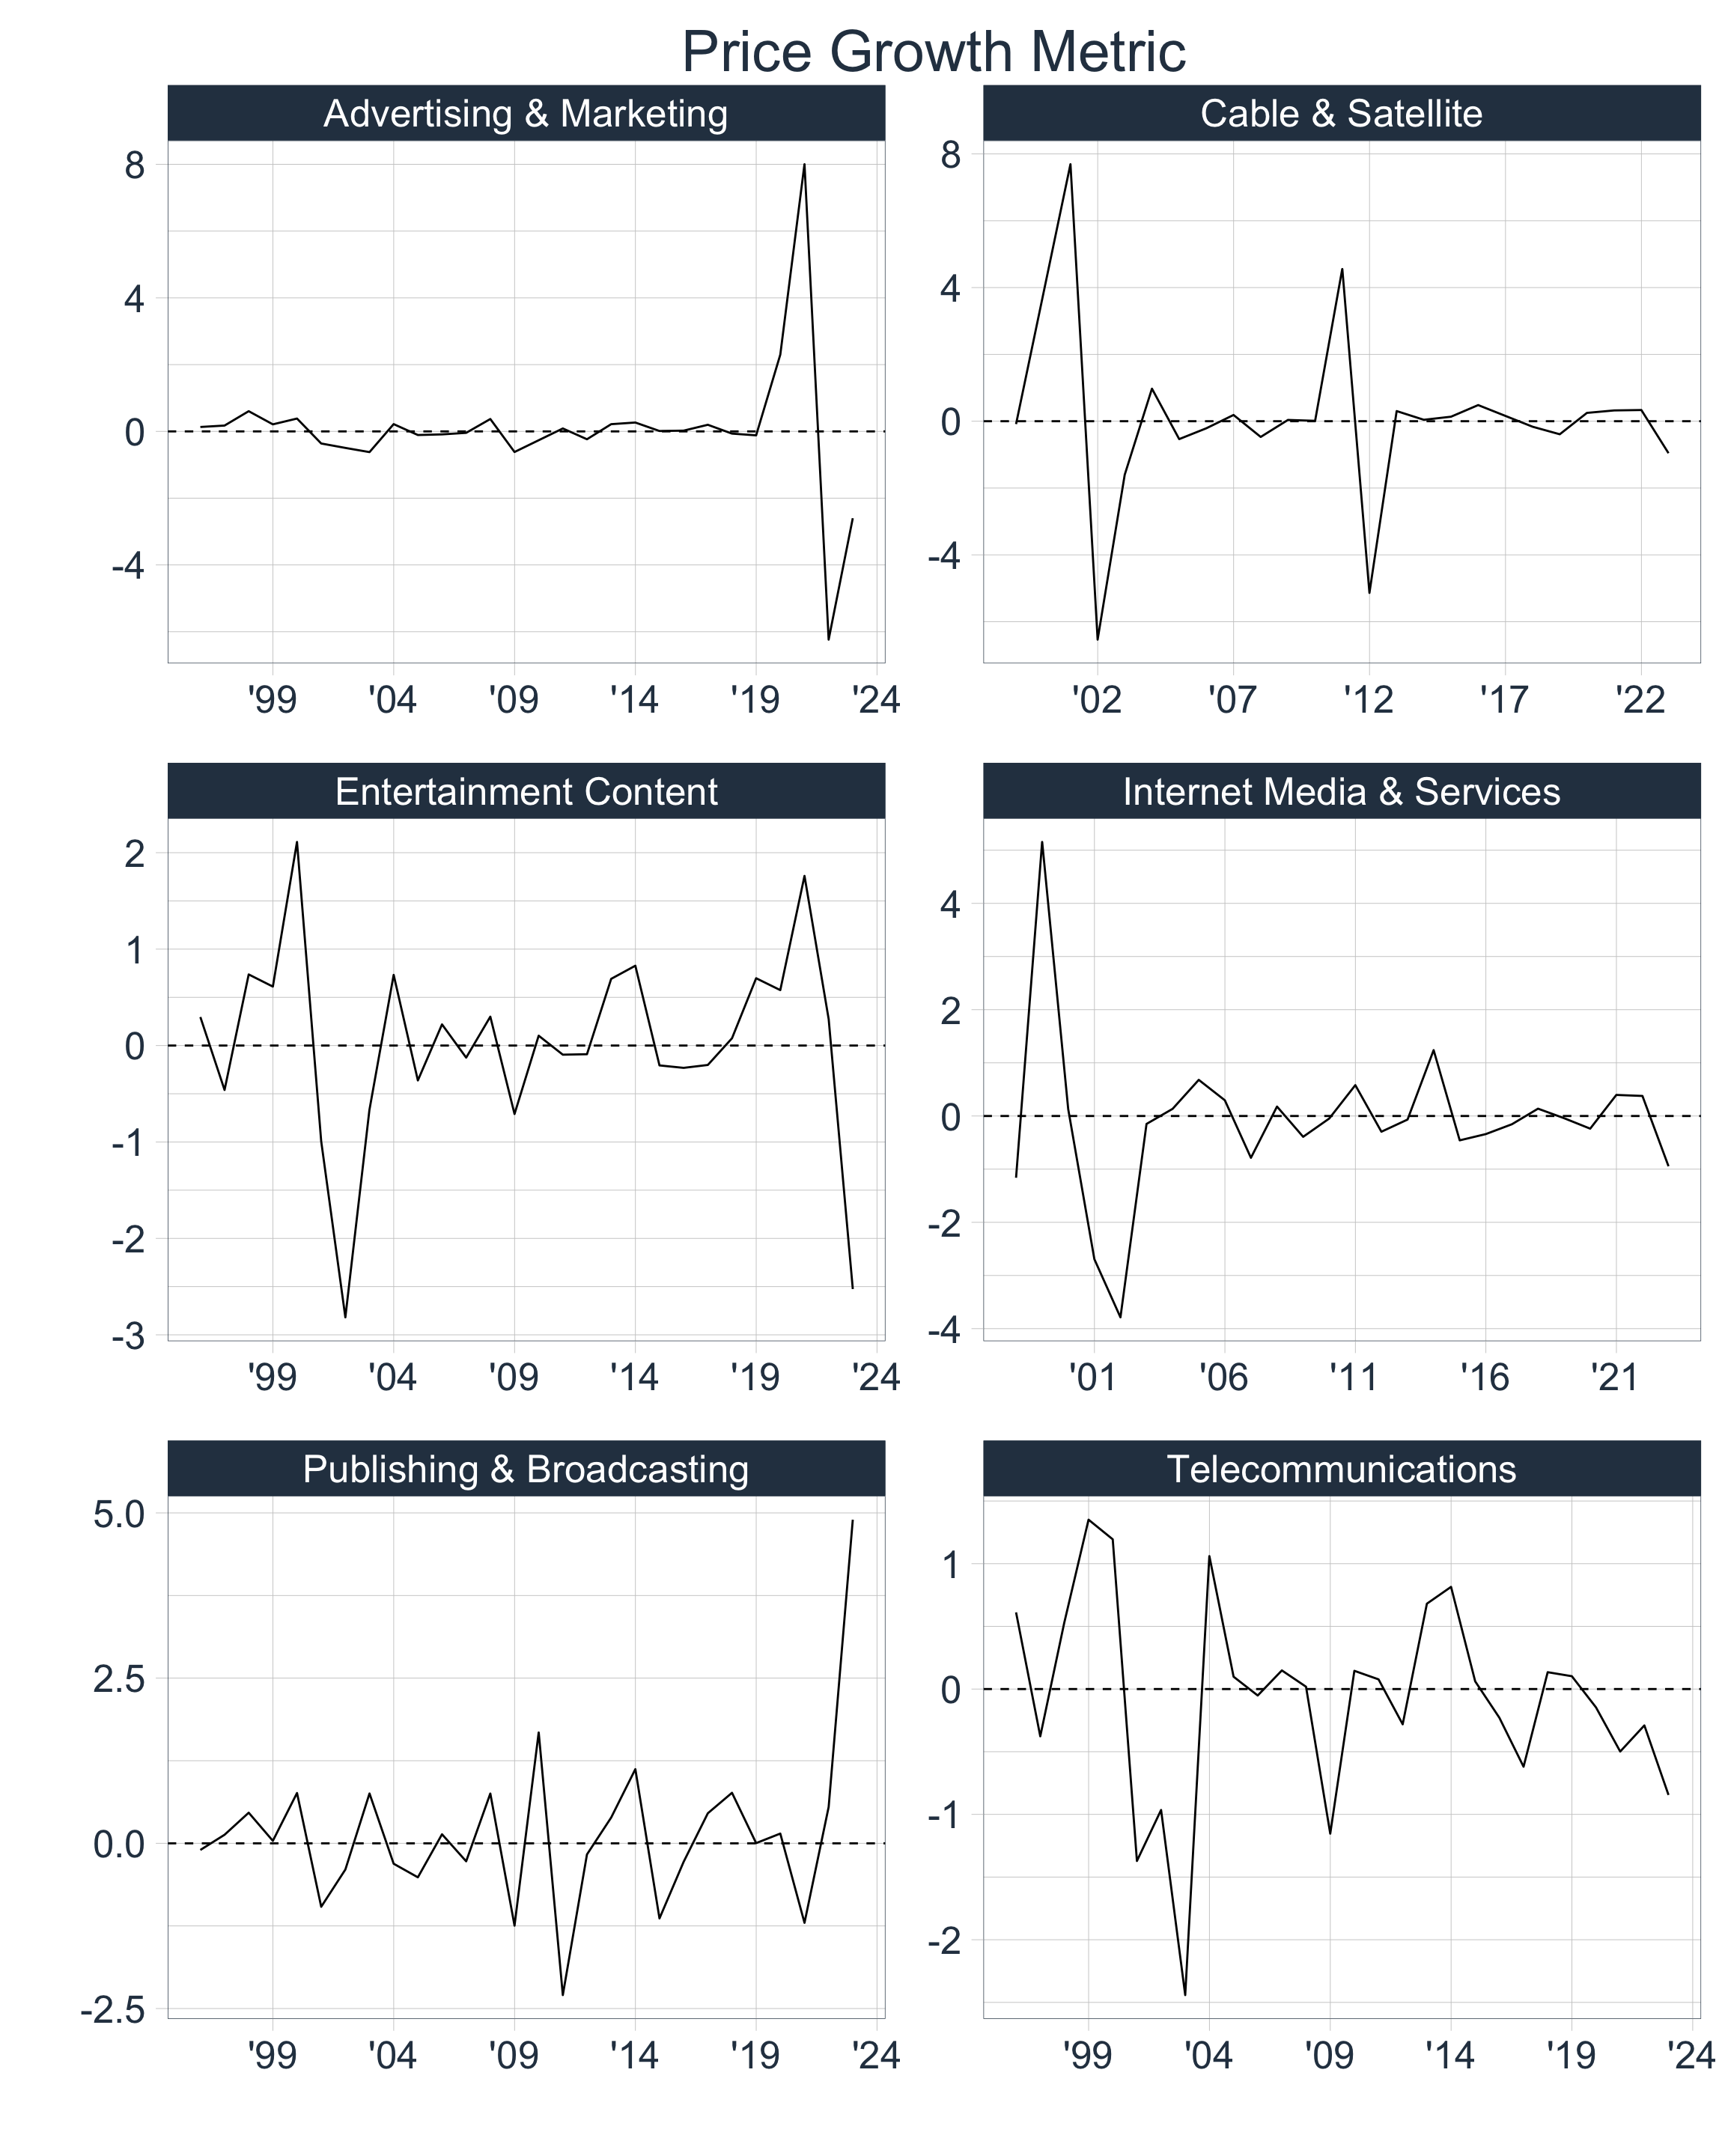 Price Growth Metric
Advertising & Marketing
8
4
0
-4
'99 '04 '09 '14 '19 '24
Cable & Satellite
8
4
0
-4
'02 '07 '12 '17 '22
Entertainment Content
2
1
0
-1
-2
-3
'99 '04 '09 '14 '19 '24
Internet Media & Services
4
2
0
-2
-4
'01 '06 '11 '16 '21
Publishing & Broadcasting
5.0
2.5
0.0
-2.5
'99 '04 '09 '14 '19 '24
Telecommunications
1
0
-1
-2
'99 '04 '09 '14 '19 '24